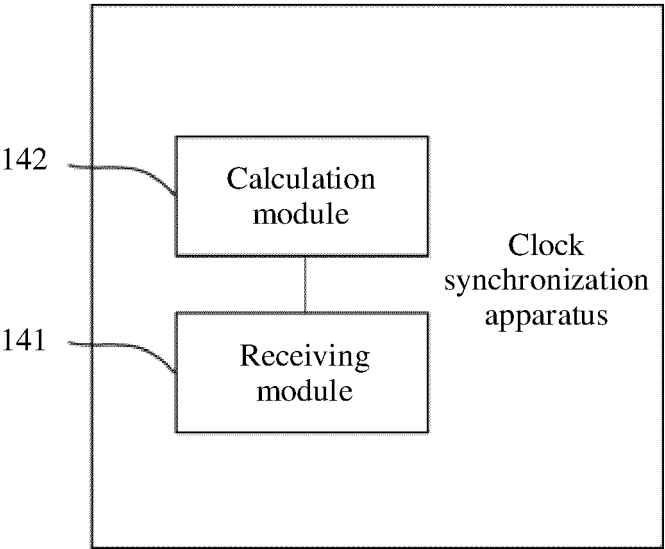 142
Calculation
module
Clock
synchronization
apparatus
141
Receiving
module